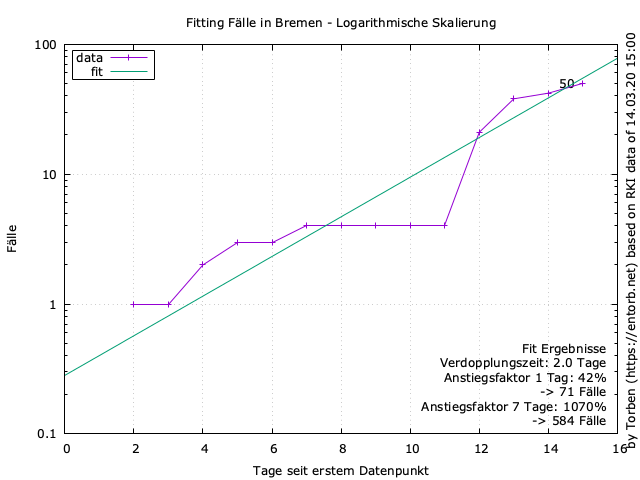 Fitting Fälle in Bremen - Logarithmische Skalierung
100
10
1
0.1
Fälle
data
fit
50
Fit Ergebnisse
Verdopplungszeit: 2.0 Tage
Anstiegsfaktor 1 Tag: 42%
-> 71 Fälle
Anstiegsfaktor 7 Tage: 1070%
-> 584 Fälle
0 2 4 6 8 10 12 14 16
Tage seit erstem Datenpunkt
by Torben (https://entorb.net) based on RKI data of 14.03.20 15:00